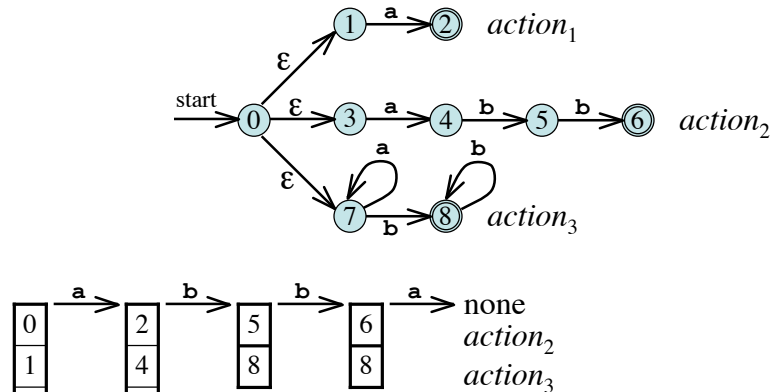 a
1 2 action1
ε
start
a b b
0 ε 3 4 5 6 action2
a b
ε
7 8 action3
b
a b b a
none
0 2 5 6
action2
1 4 8 8
action3